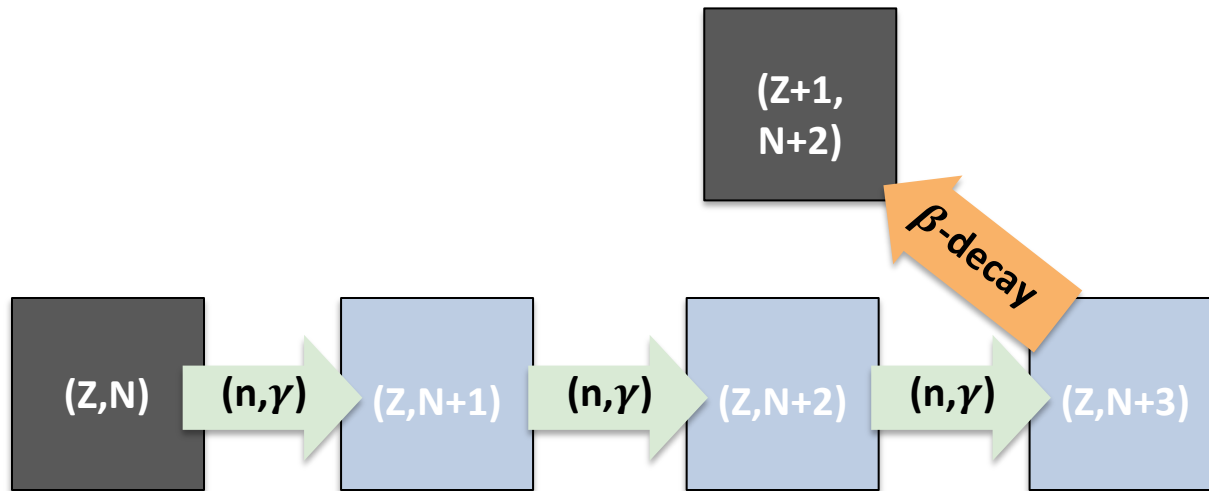 (Z+1,
N+2)
β-decay
(Z,N)
(n,γ)
(Z,N+1)
(n,γ)
(Z,N+2)
(n,γ)
(Z,N+3)